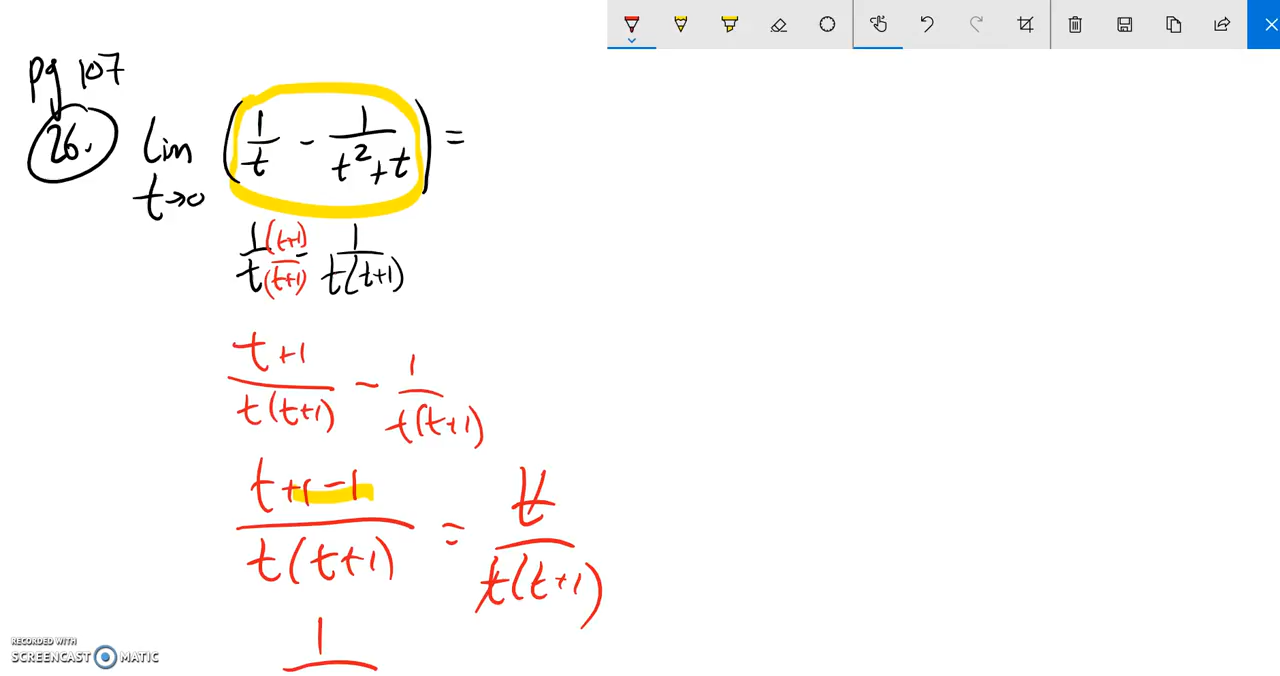 pg 107
26. lim t→0 (1/t - 1/(t²+t)) =
1(t+1)/t(t+1) - 1/t(t+1)
t+1/t(t+1) - 1/t(t+1)
t+1-1/t(t+1) = t/t(t+1)
1
RECORDED WITH
SCREENCAST MATIC